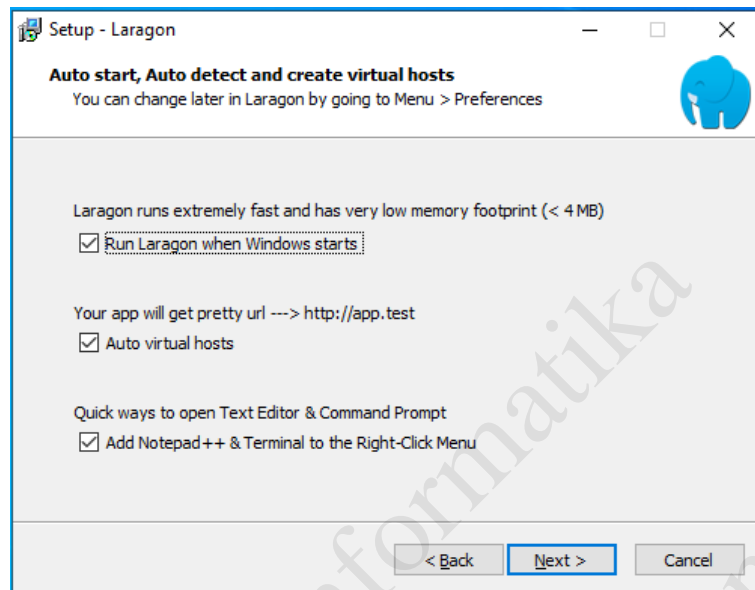 Setup - Laragon
Auto start, Auto detect and create virtual hosts
You can change later in Laragon by going to Menu > Preferences
Laragon runs extremely fast and has very low memory footprint (< 4 MB)
Run Laragon when Windows starts
Your app will get pretty url ---> http://app.test
Auto virtual hosts
Quick ways to open Text Editor & Command Prompt
Add Notepad++ & Terminal to the Right-Click Menu
< Back Next > Cancel
informatika